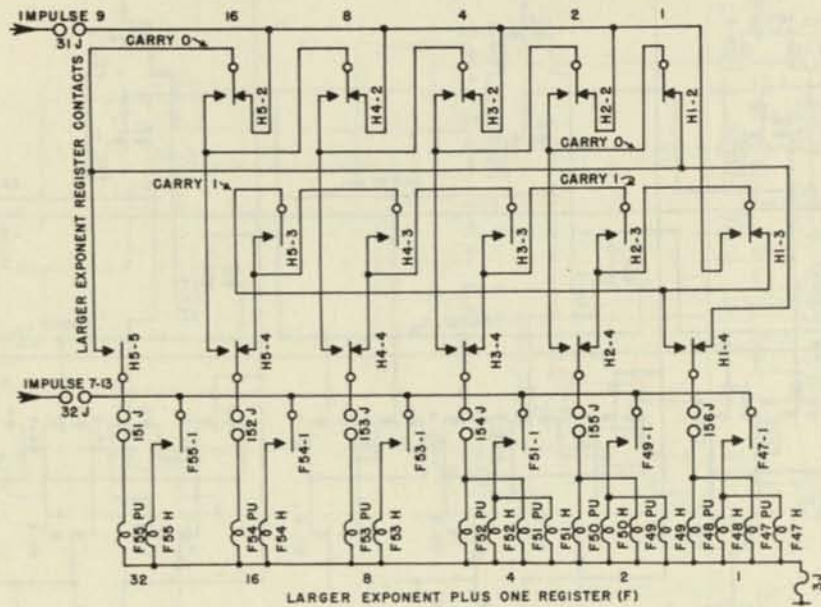 IMPULSE 9 16 8 4 2 1
31 J
CARRY 0
LARGER EXPONENT REGISTER CONTACTS
H5-2 H4-2 H3-2 H2-2 H1-2
CARRY 0
CARRY 1 CARRY 1
H5-3 H4-3 H3-3 H2-3 H1-3
H5-5 H5-4 H4-4 H3-4 H2-4 H1-4
IMPULSE 7-13
32 J
151 J 152 J 153 J 154 J 155 J 156 J
F55-1 F54-1 F53-1 F51-1 F49-1 F47-1
F55 PU F55 H F54 PU F54 H F53 PU F53 H F52 PU F52 H F51 PU F51 H F50 PU F50 H F49 PU F49 H F48 PU F48 H F47 PU F47 H
32 16 8 4 2 1
3J
LARGER EXPONENT PLUS ONE REGISTER (F)